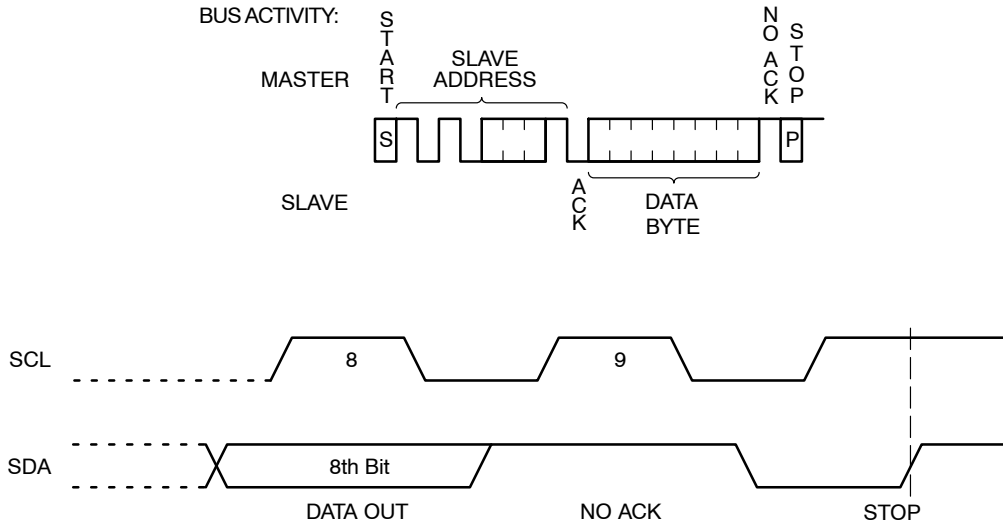 BUS ACTIVITY:
MASTER
START
SLAVE
ADDRESS
NO ACK
STOP
S
P
SLAVE
ACK
DATA
BYTE
SCL
8
9
SDA
8th Bit
DATA OUT
NO ACK
STOP